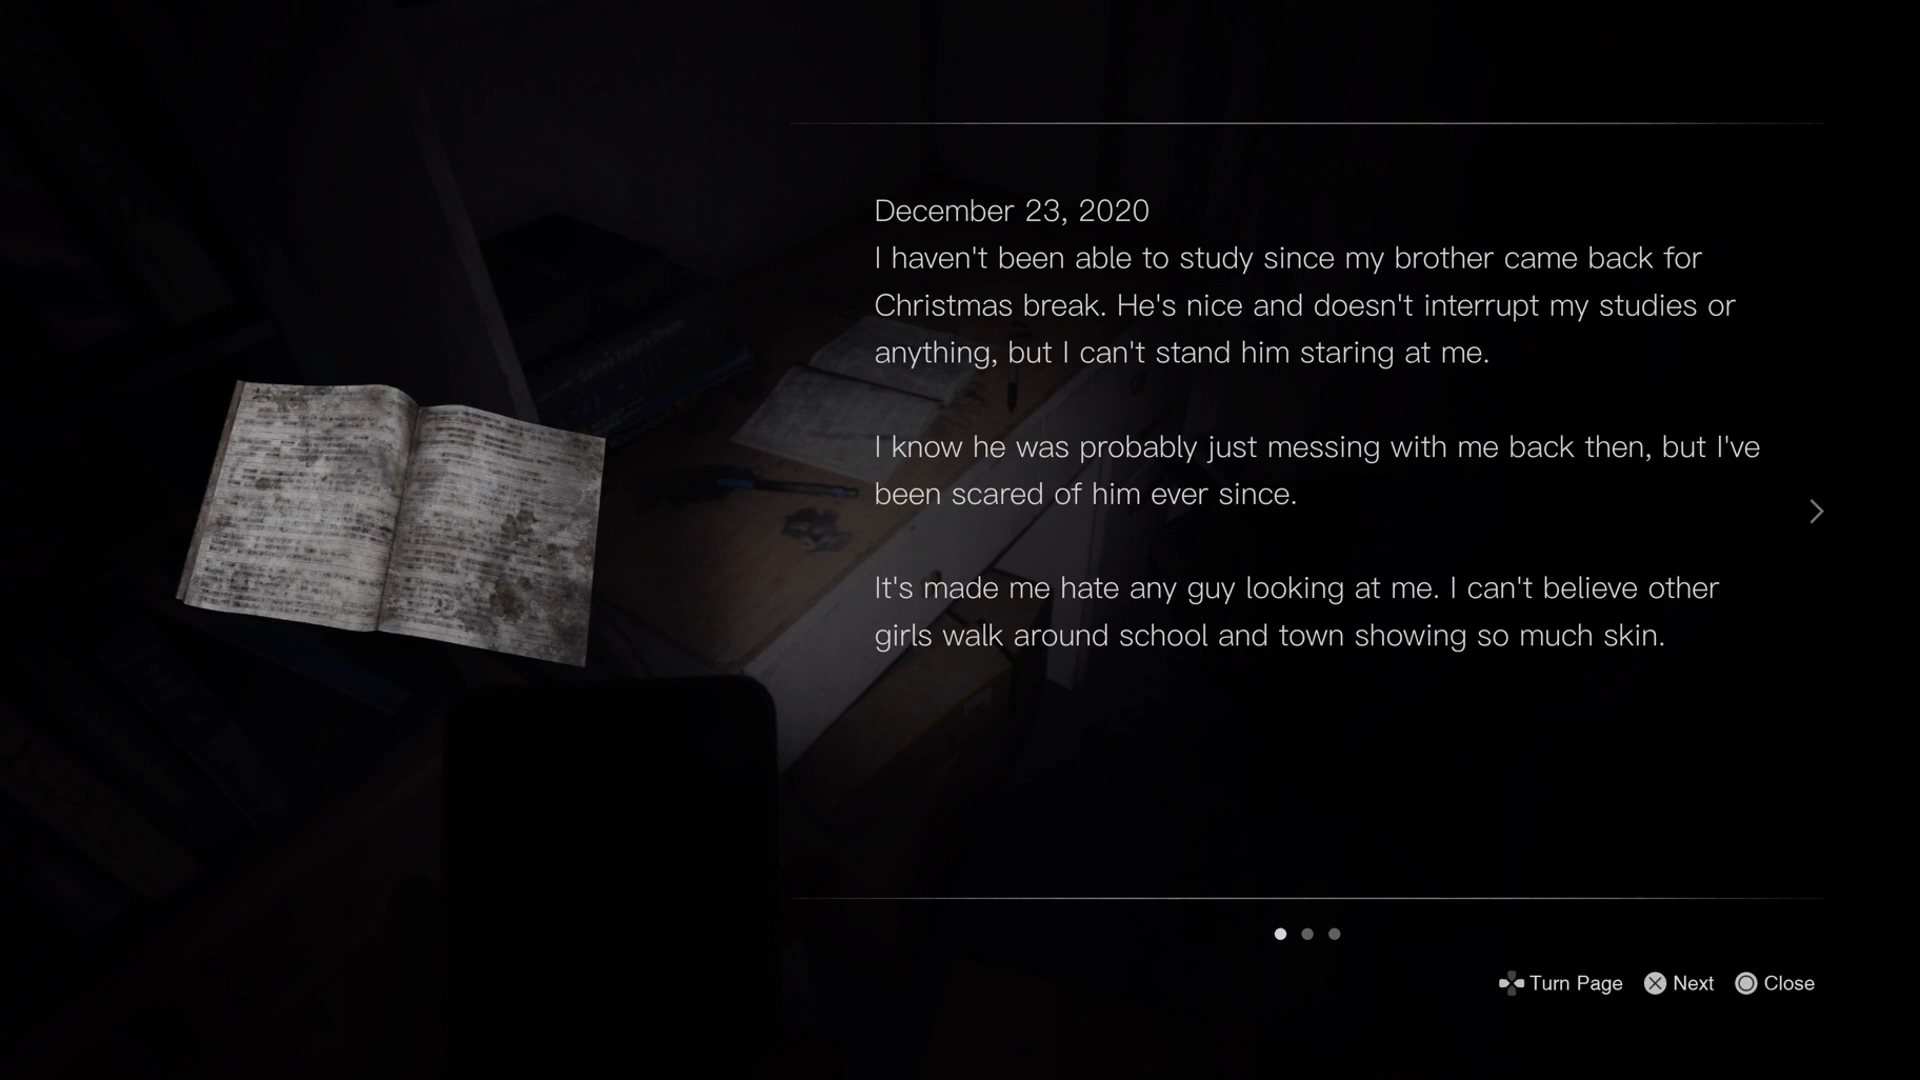 December 23, 2020
I haven't been able to study since my brother came back for
Christmas break. He's nice and doesn't interrupt my studies or
anything, but I can't stand him staring at me.
I know he was probably just messing with me back then, but I've
been scared of him ever since.
It's made me hate any guy looking at me. I can't believe other
girls walk around school and town showing so much skin.
Turn Page Next Close